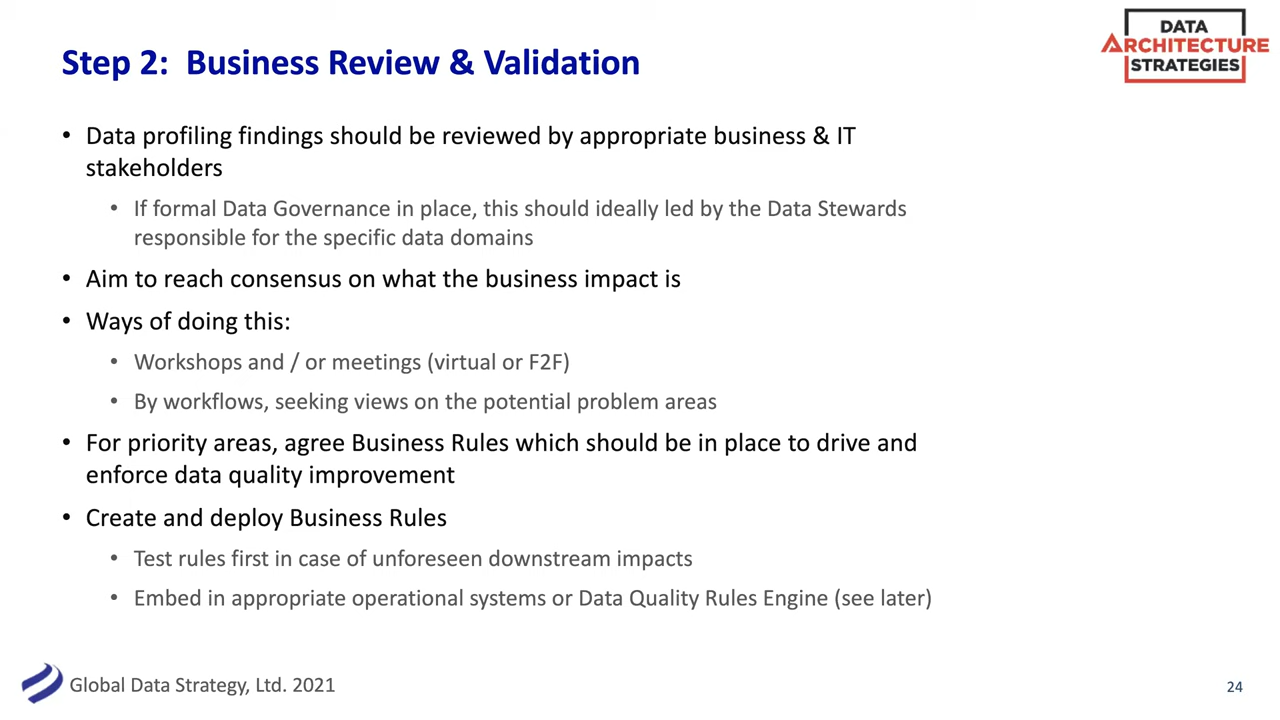 DATA
ARCHITECTURE
STRATEGIES
Step 2: Business Review & Validation
• Data profiling findings should be reviewed by appropriate business & IT
stakeholders
• If formal Data Governance in place, this should ideally led by the Data Stewards
responsible for the specific data domains
• Aim to reach consensus on what the business impact is
• Ways of doing this:
• Workshops and / or meetings (virtual or F2F)
• By workflows, seeking views on the potential problem areas
• For priority areas, agree Business Rules which should be in place to drive and
enforce data quality improvement
• Create and deploy Business Rules
• Test rules first in case of unforeseen downstream impacts
• Embed in appropriate operational systems or Data Quality Rules Engine (see later)
Global Data Strategy, Ltd. 2021
24